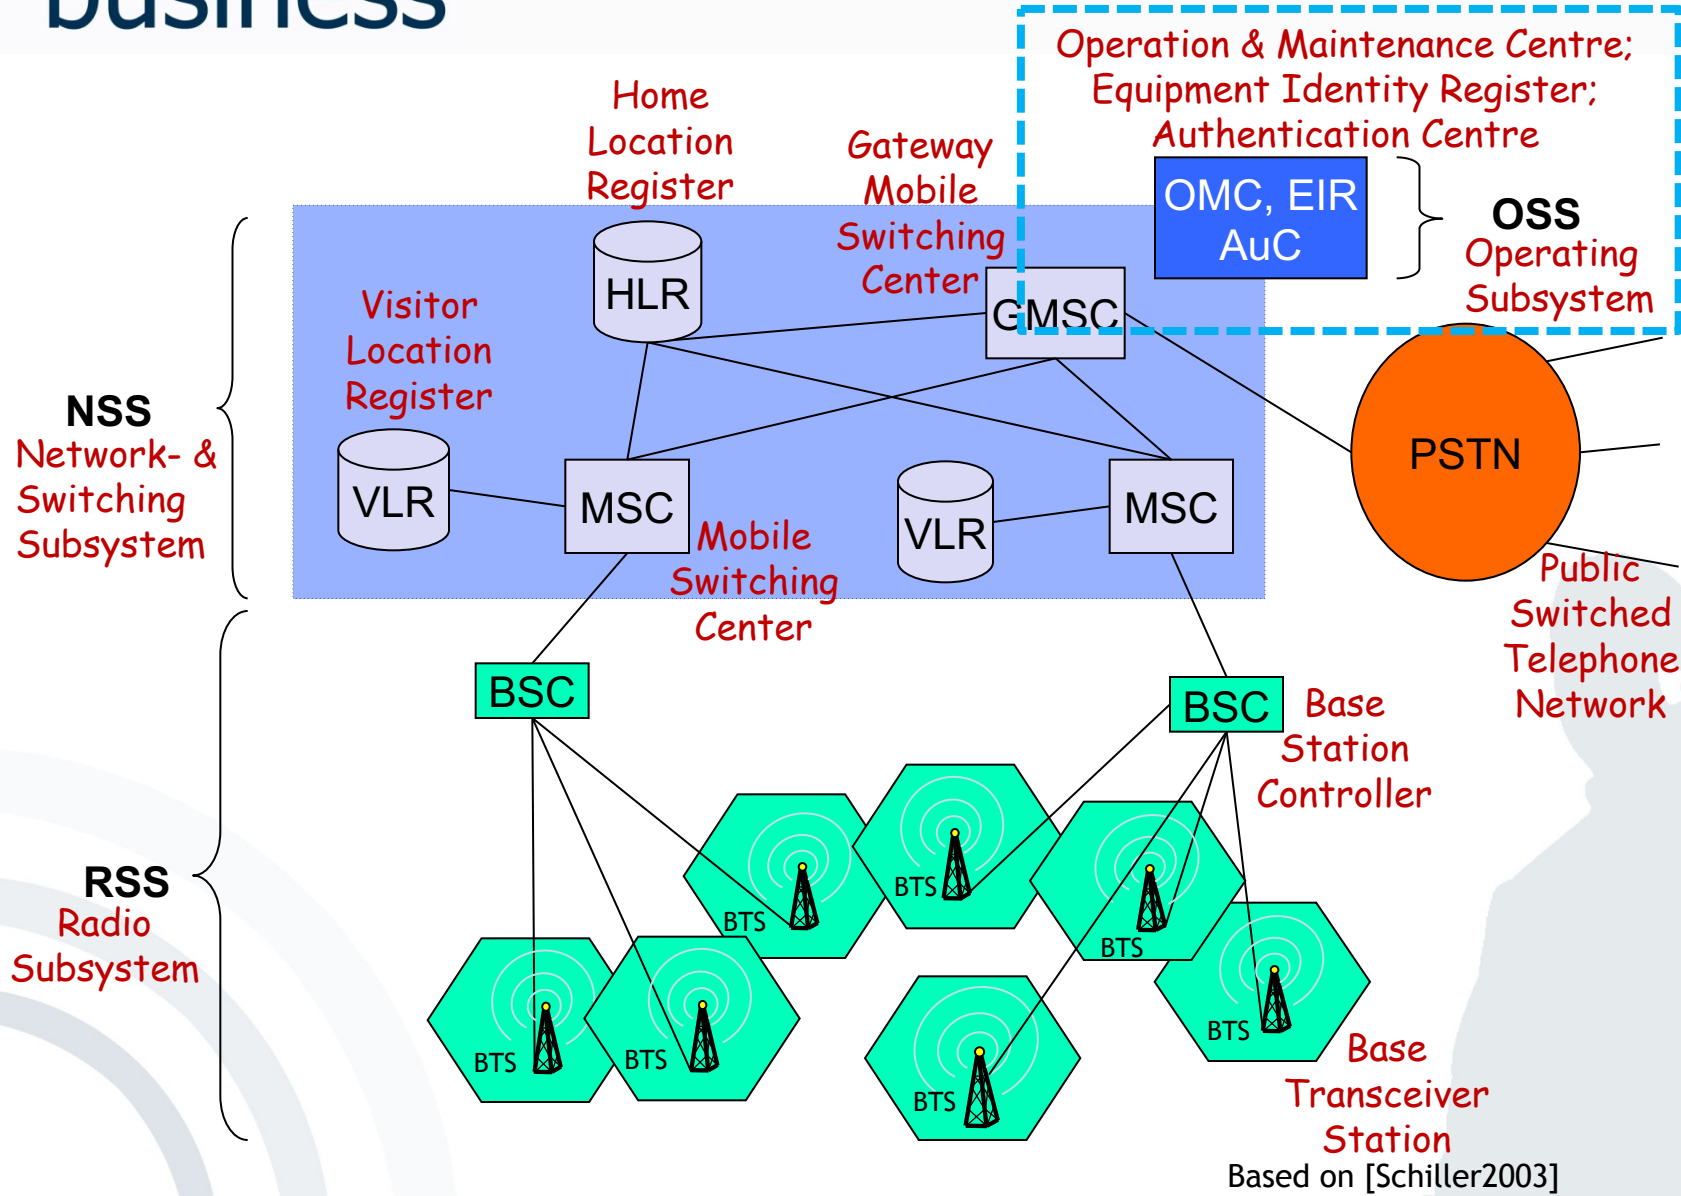 business
Operation & Maintenance Centre;
Equipment Identity Register;
Authentication Centre
Home
Location
Register
Gateway
Mobile
Switching
Center
OMC, EIR
AuC
OSS
Operating
Subsystem
HLR
GMSC
Visitor
Location
Register
NSS
Network- &
Switching
Subsystem
VLR
MSC
Mobile
Switching
Center
VLR
MSC
PSTN
Public
Switched
Telephone
Network
BSC
BSC
Base
Station
Controller
RSS
Radio
Subsystem
BTS
BTS
BTS
BTS
BTS
BTS
BTS
Base
Transceiver
Station
Based on [Schiller2003]